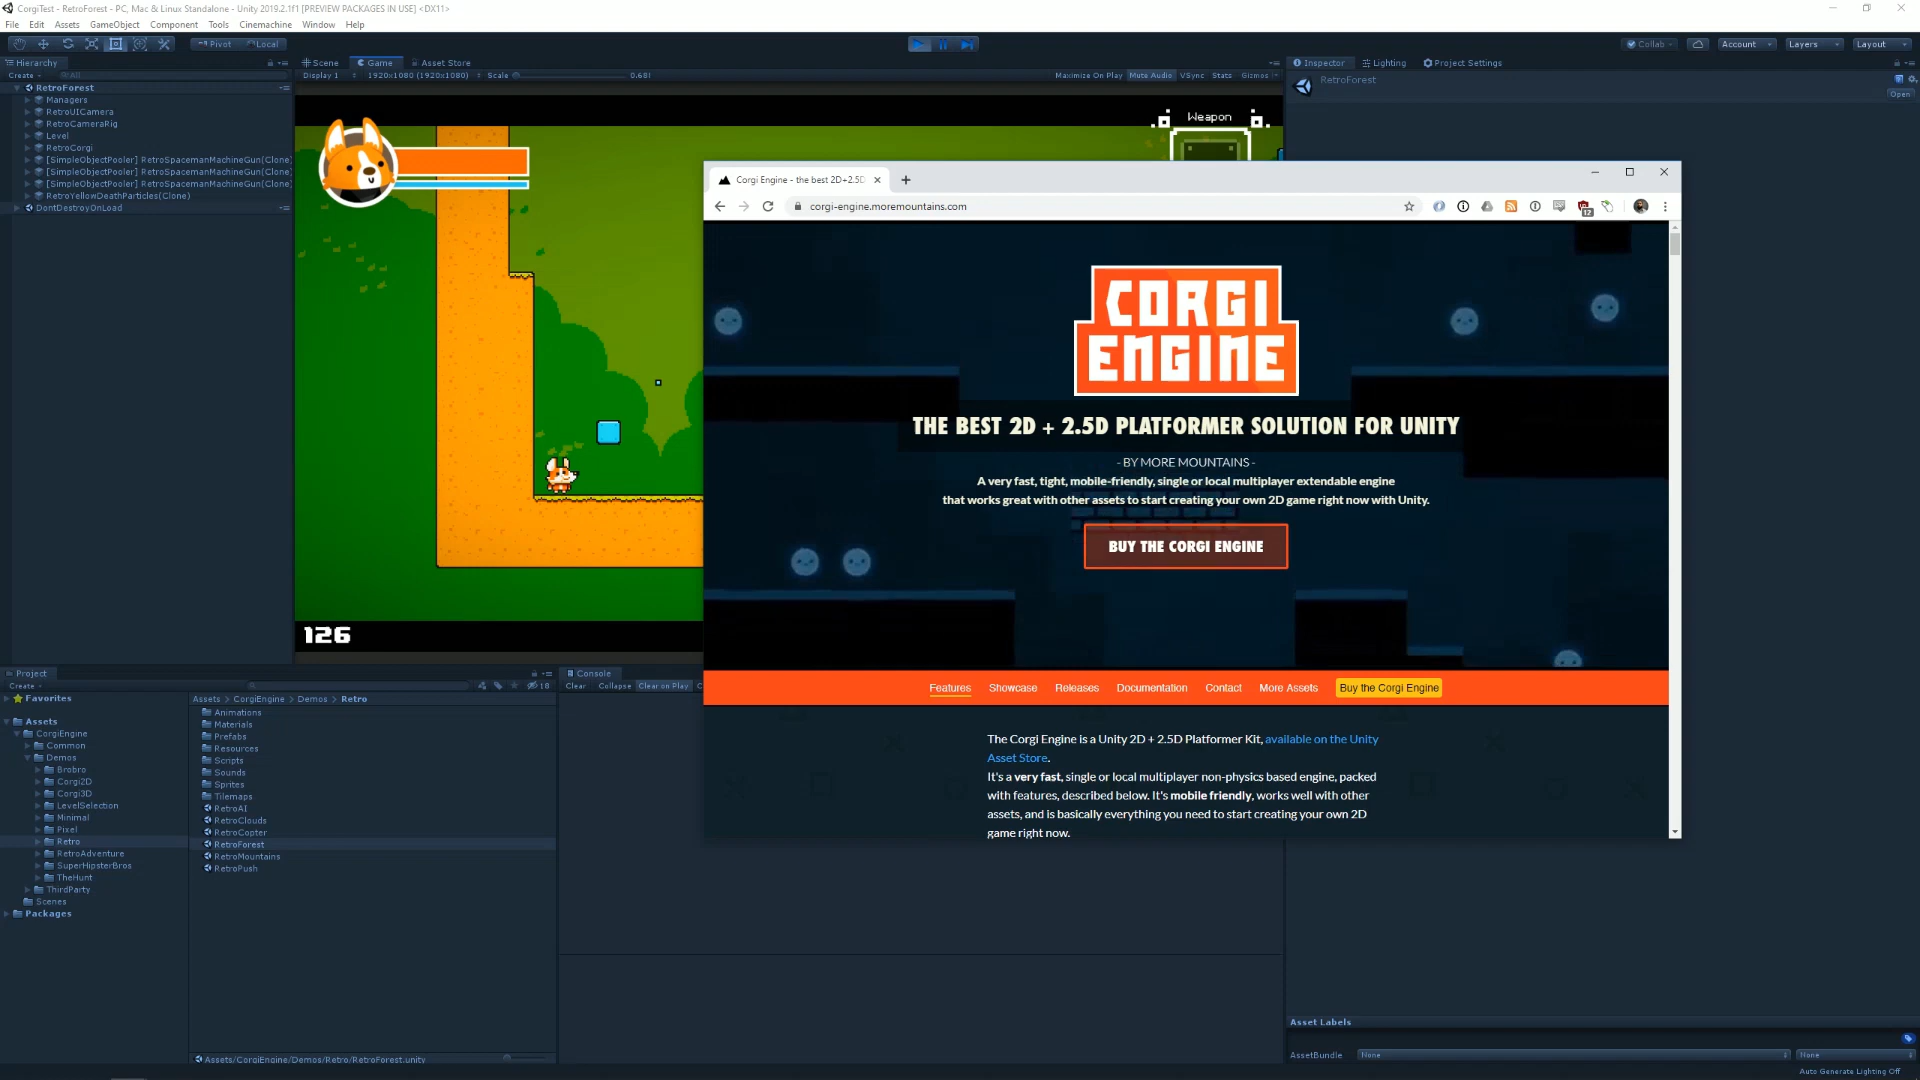 CorgiTest - RetroForest - PC, Mac & Linux Standalone - Unity 2019.2.1f1 [PREVIEW PACKAGES IN USE] <DX11>
File Edit Assets GameObject Component Tools Cinemachine Window Help
Pivot Local
Collab Account Layers Layout
Hierarchy
Create All
RetroForest
Managers
RetroUICamera
RetroCameraRig
Level
RetroCorgi
[SimpleObjectPooler] RetroSpacemanMachineGun(Clone)
[SimpleObjectPooler] RetroSpacemanMachineGun(Clone)
[SimpleObjectPooler] RetroSpacemanMachineGun(Clone)
RetroYellowDeathParticles(Clone)
DontDestroyOnLoad
Scene Game Asset Store
Display 1 1920x1080 (1920x1080) Scale 0.68
Maximize On Play Mute Audio VSync Stats Gizmos
Weapon
126
Inspector Lighting Project Settings
RetroForest
Open
Corgi Engine - the best 2D+2.5D
corgi-engine.moremountains.com
12
CORGI
ENGINE
THE BEST 2D + 2.5D PLATFORMER SOLUTION FOR UNITY
- BY MORE MOUNTAINS -
A very fast, tight, mobile-friendly, single or local multiplayer extendable engine
that works great with other assets to start creating your own 2D game right now with Unity.
BUY THE CORGI ENGINE
Features Showcase Releases Documentation Contact More Assets Buy the Corgi Engine
The Corgi Engine is a Unity 2D + 2.5D Platformer Kit, available on the Unity
Asset Store.
It's a very fast, single or local multiplayer non-physics based engine, packed
with features, described below. It's mobile friendly, works well with other
assets, and is basically everything you need to start creating your own 2D
game right now.
Project
Create
18
Favorites
Assets
CorgiEngine
Common
Demos
Brobro
Corgi2D
Corgi3D
LevelSelection
Minimal
Pixel
Retro
RetroAdventure
SuperHipsterBros
TheHunt
ThirdParty
Scenes
Packages
Assets > CorgiEngine > Demos > Retro
Animations
Materials
Prefabs
Resources
Scripts
Sounds
Sprites
Tilemaps
RetroAI
RetroClouds
RetroCopter
RetroForest
RetroMountains
RetroPush
Assets/CorgiEngine/Demos/Retro/RetroForest.unity
Console
Clear Collapse Clear on Play
Asset Labels
AssetBundle None None
Auto Generate Lighting Off